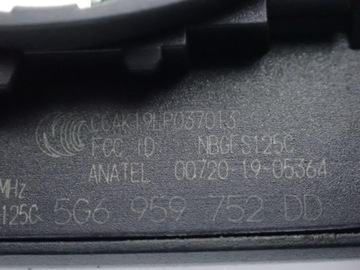 CCAK19LP0370T3
FCC ID NBGFS125C
ANATEL 00720-19-05364
MHz
125C 5G6 959 752 DD